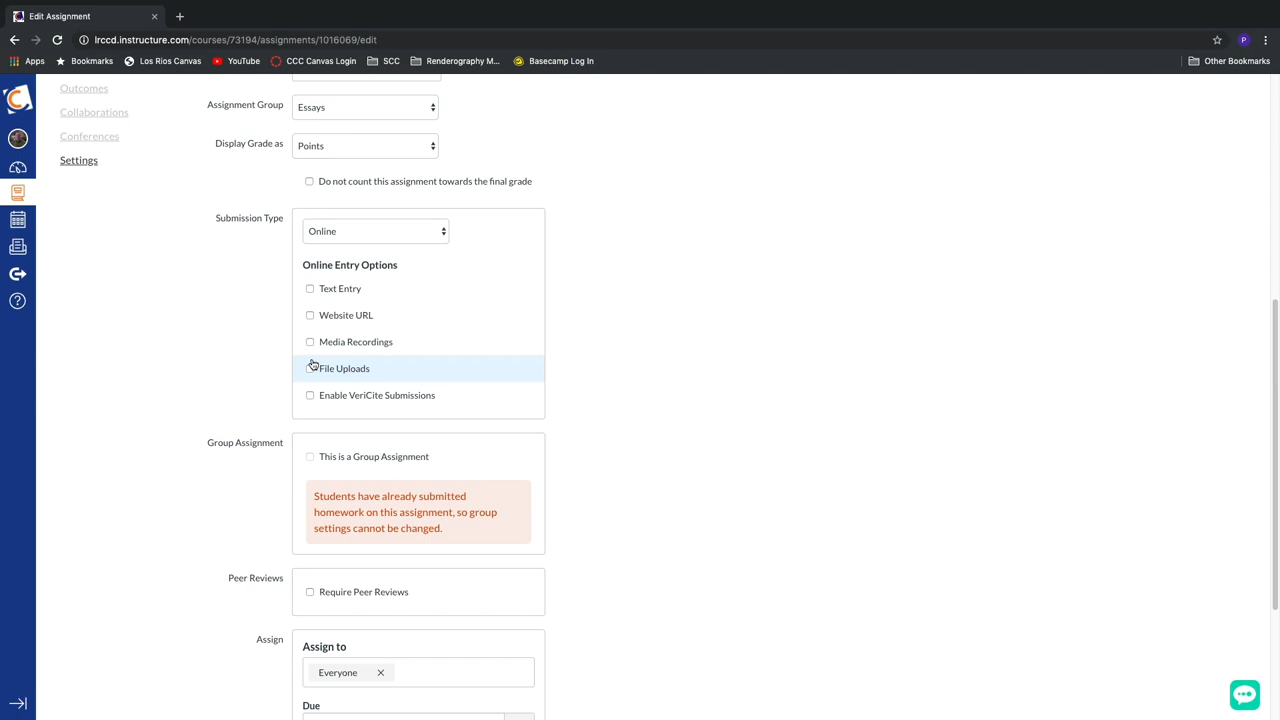 Edit Assignment
lrccd.instructure.com/courses/73194/assignments/1016069/edit
P
Apps
Bookmarks
Los Rios Canvas
YouTube
CCC Canvas Login
SCC
Renderography M...
Basecamp Log In
Other Bookmarks
Outcomes
Collaborations
Conferences
Settings
Assignment Group
Essays
Display Grade as
Points
Do not count this assignment towards the final grade
Submission Type
Online
Online Entry Options
Text Entry
Website URL
Media Recordings
File Uploads
Enable VeriCite Submissions
Group Assignment
This is a Group Assignment
Students have already submitted
homework on this assignment, so group
settings cannot be changed.
Peer Reviews
Require Peer Reviews
Assign
Assign to
Everyone
Due